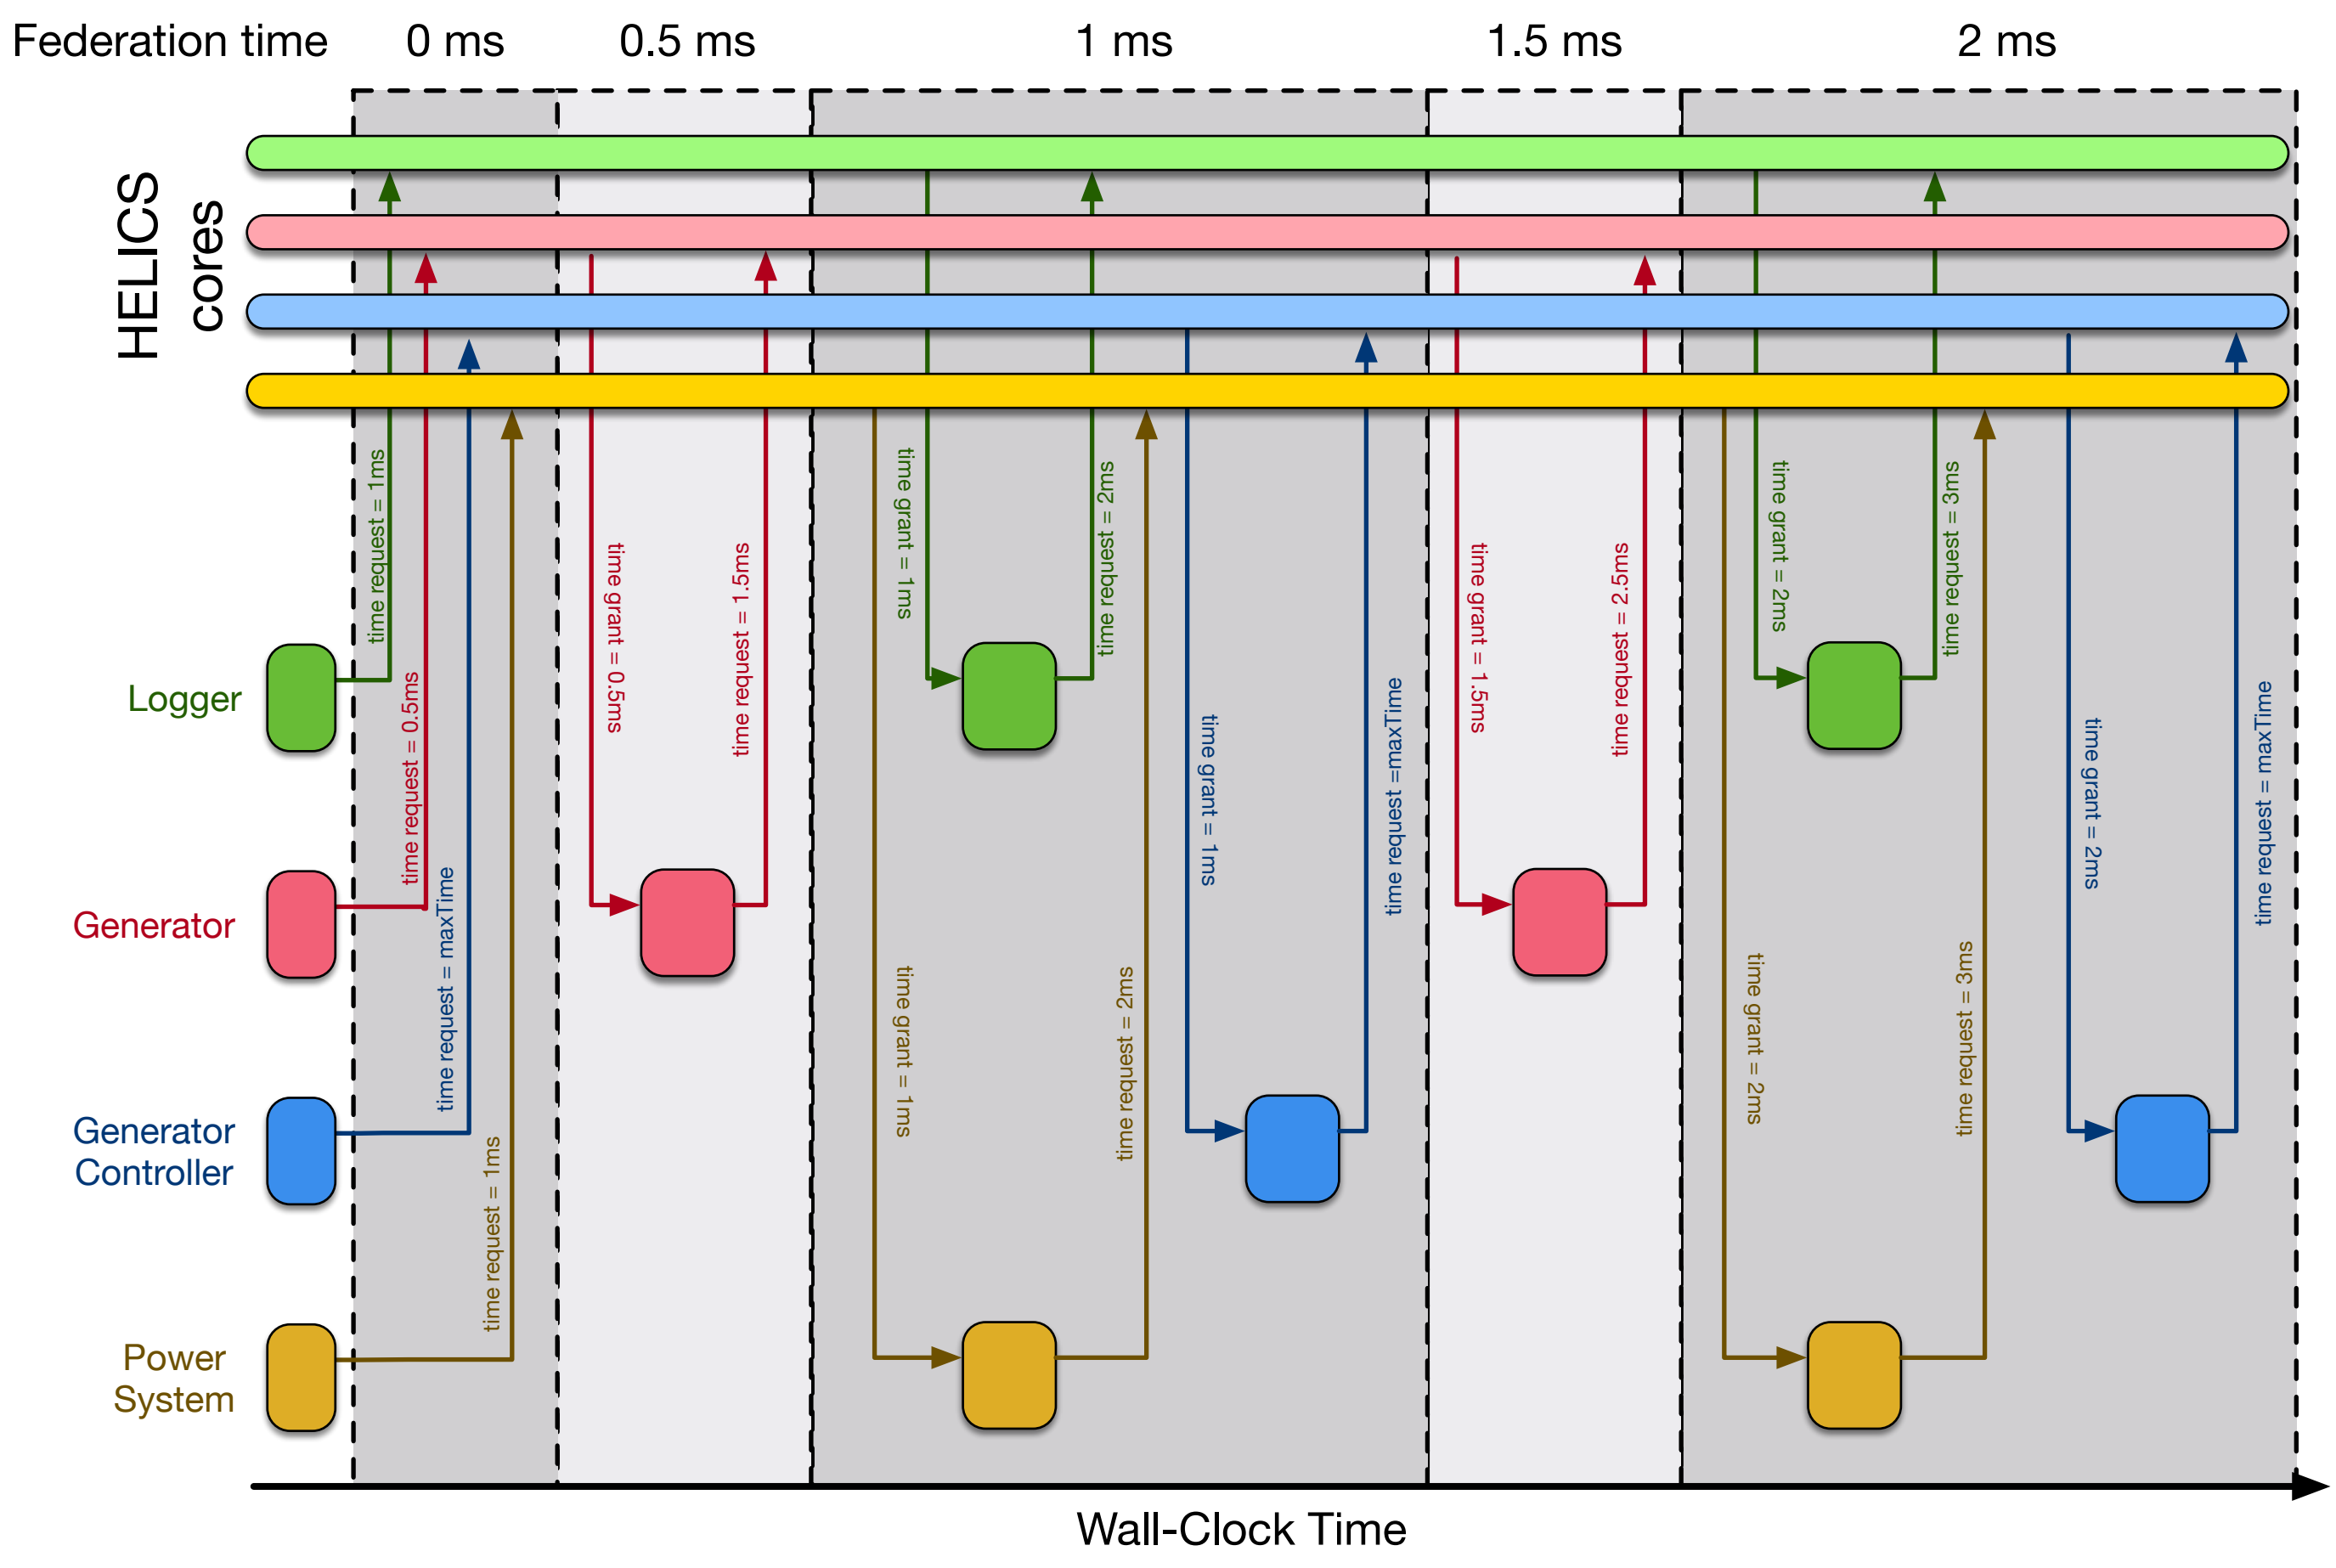 Federation time
0 ms
0.5 ms
1 ms
1.5 ms
2 ms
HELICS
cores
time request = 1ms
time request = 0.5ms
time request = maxTime
time request = 1ms
time grant = 0.5ms
time request = 1.5ms
time grant = 1ms
time request = 2ms
time grant = 1ms
time request = 2ms
time grant = 1ms
time request =maxTime
time grant = 1.5ms
time request = 2.5ms
time grant = 2ms
time request = 3ms
time grant = 2ms
time request = 3ms
time grant = 2ms
time request = maxTime
Logger
Generator
Generator
Controller
Power
System
Wall-Clock Time